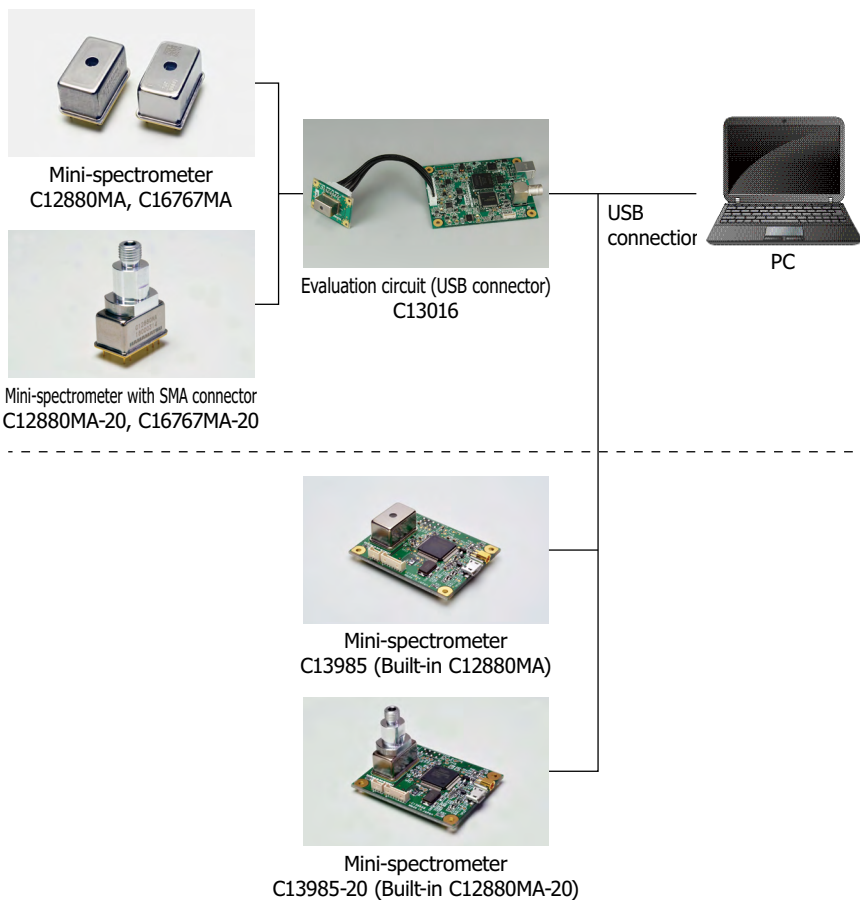 Mini-spectrometer
C12880MA, C16767MA
Evaluation circuit (USB connector)
C13016
USB
connection
PC
Mini-spectrometer with SMA connector
C12880MA-20, C16767MA-20
Mini-spectrometer
C13985 (Built-in C12880MA)
Mini-spectrometer
C13985-20 (Built-in C12880MA-20)